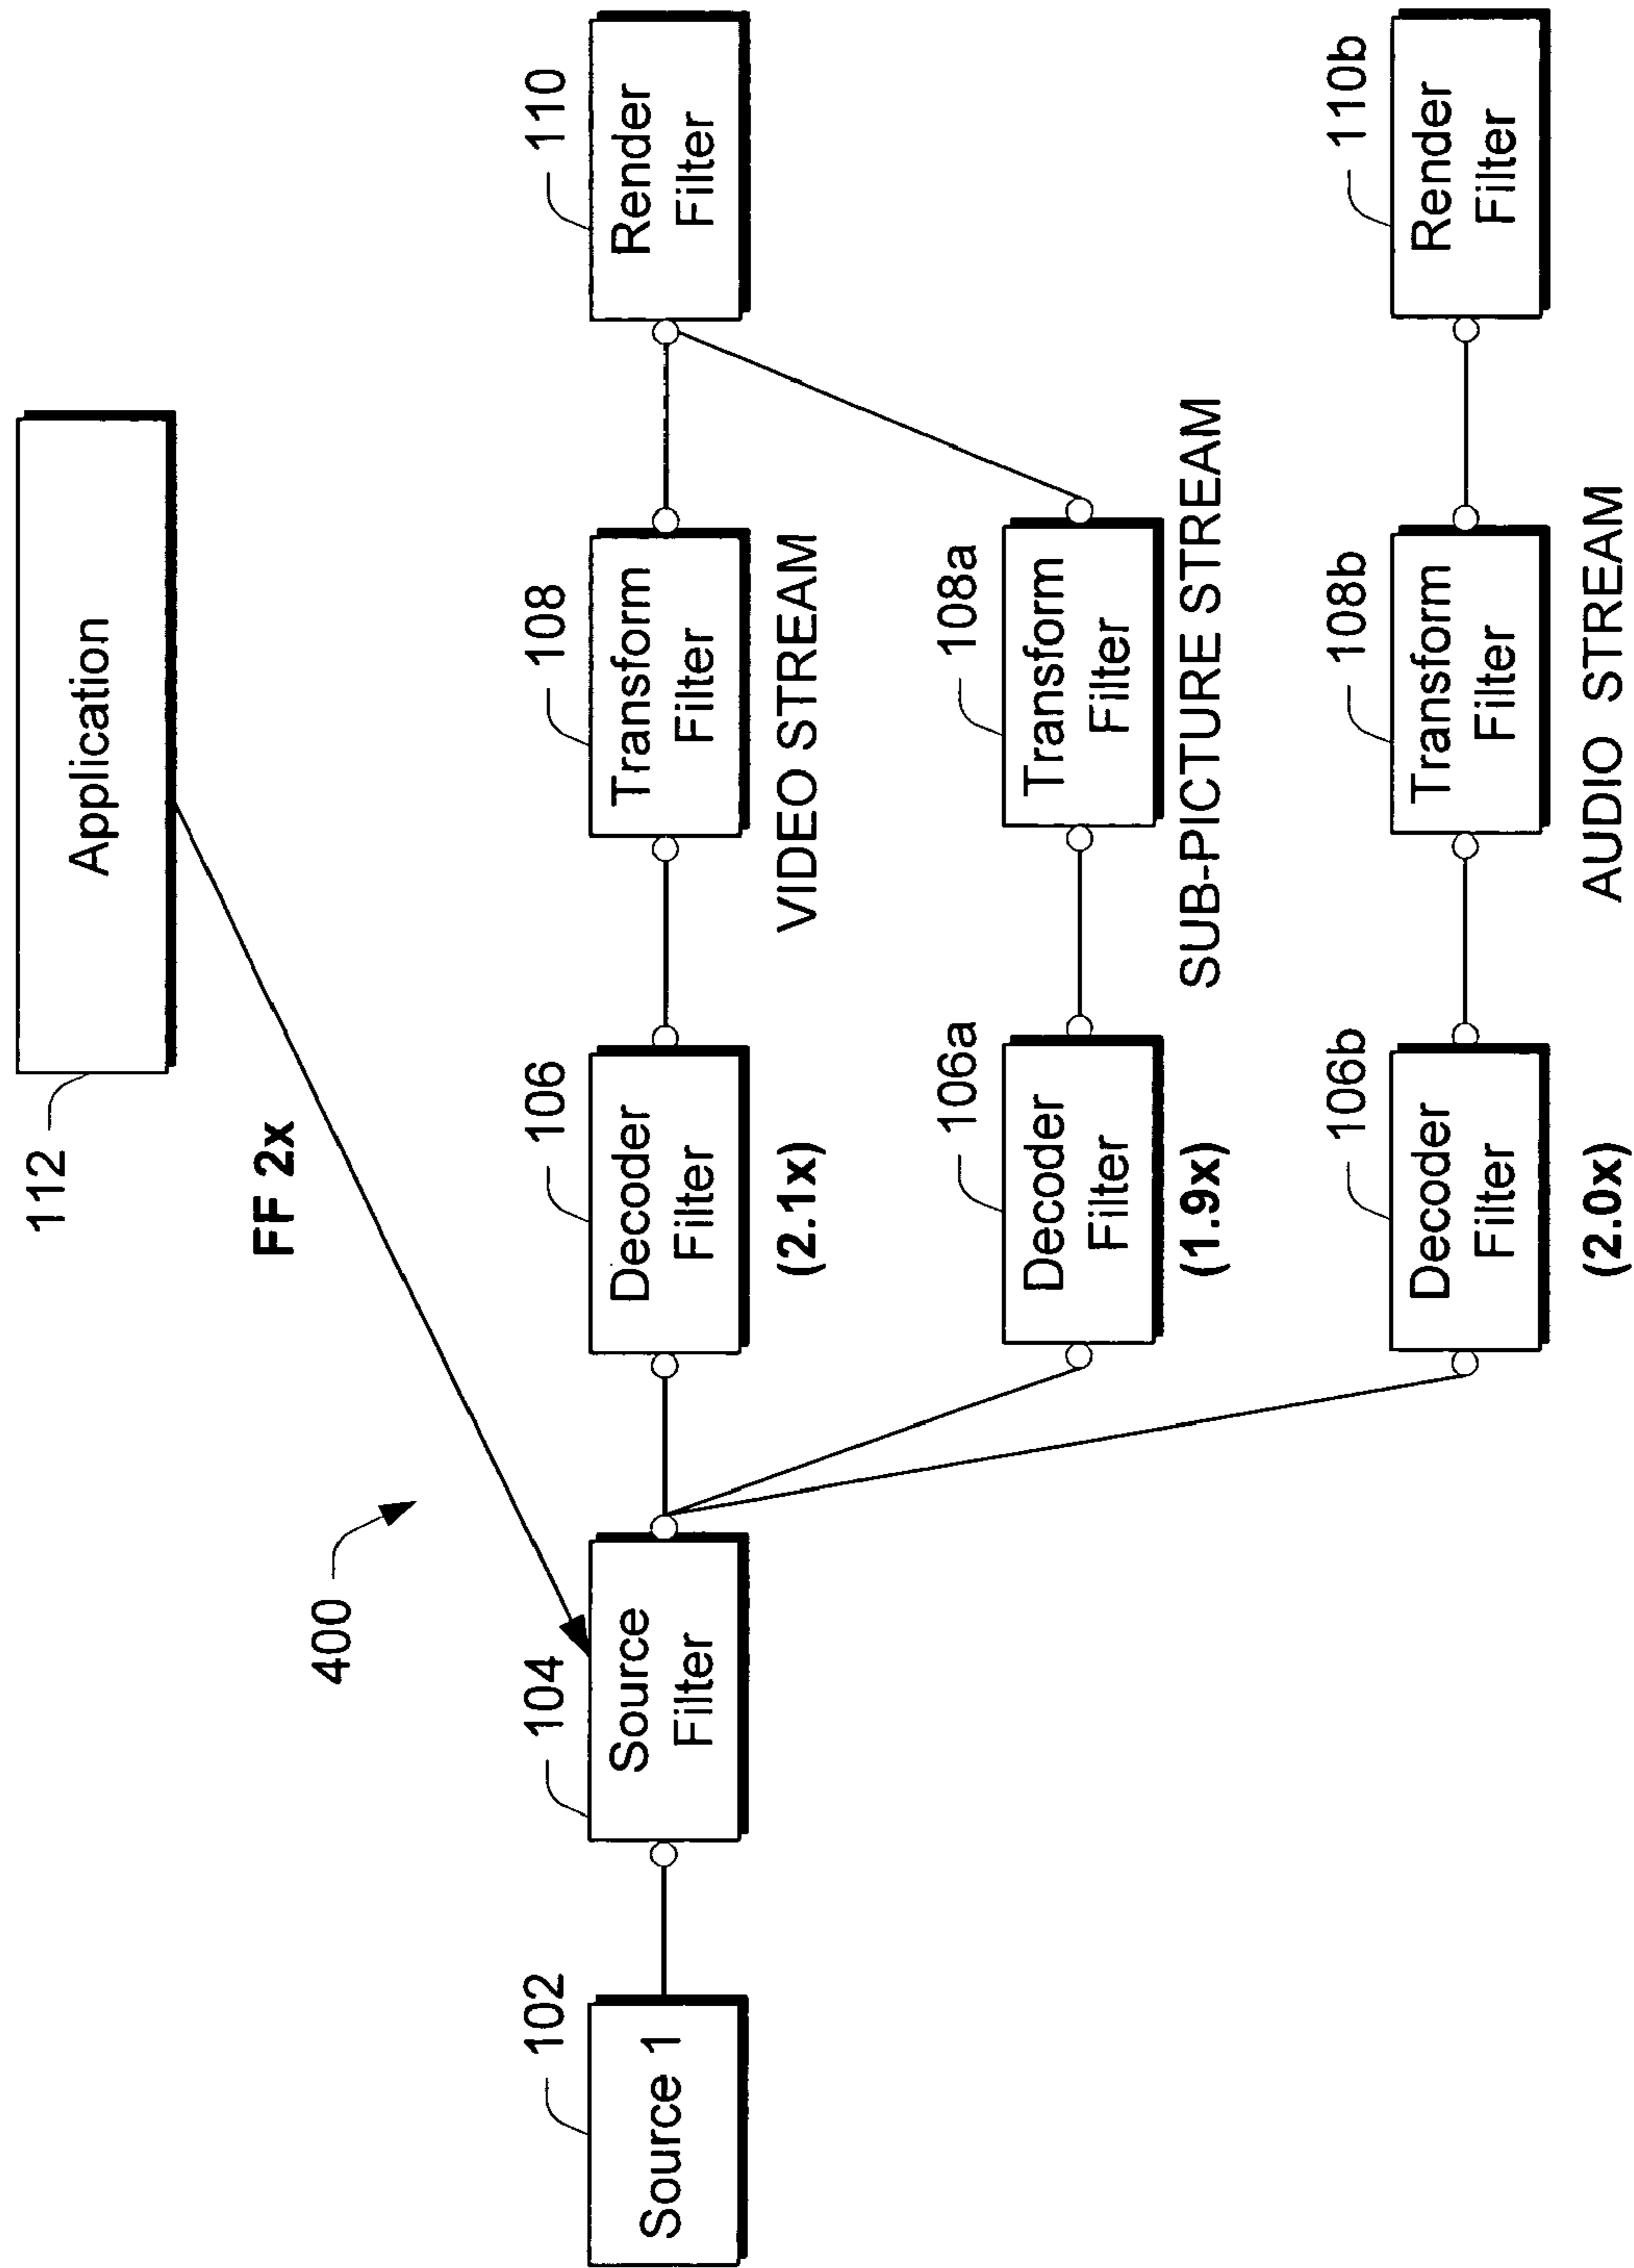 112
Application
FF 2x
400
102
Source 1
104
Source
Filter
106
Decoder
Filter
(2.1x)
108
Transform
Filter
VIDEO STREAM
110
Render
Filter
106a
Decoder
Filter
(1.9x)
108a
Transform
Filter
SUB-PICTURE STREAM
106b
Decoder
Filter
(2.0x)
108b
Transform
Filter
AUDIO STREAM
110b
Render
Filter